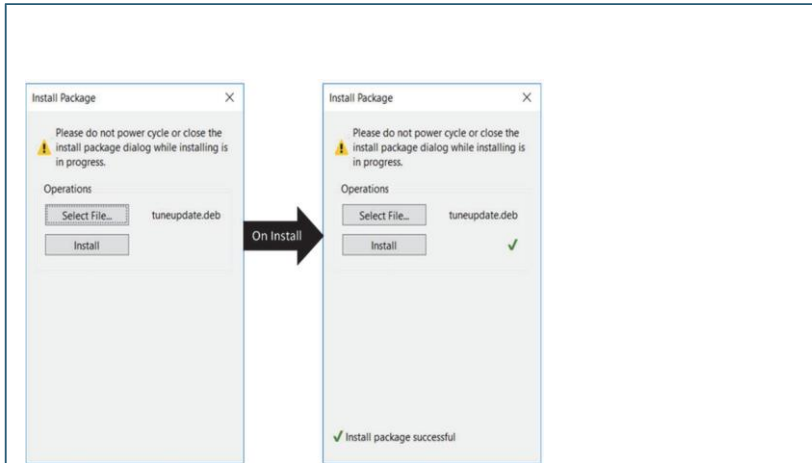 Install Package
Please do not power cycle or close the
install package dialog while installing is
in progress.
Operations
Select File... tuneupdate.deb
Install
On Install
Install Package
Please do not power cycle or close the
install package dialog while installing is
in progress.
Operations
Select File... tuneupdate.deb
Install
Install package successful